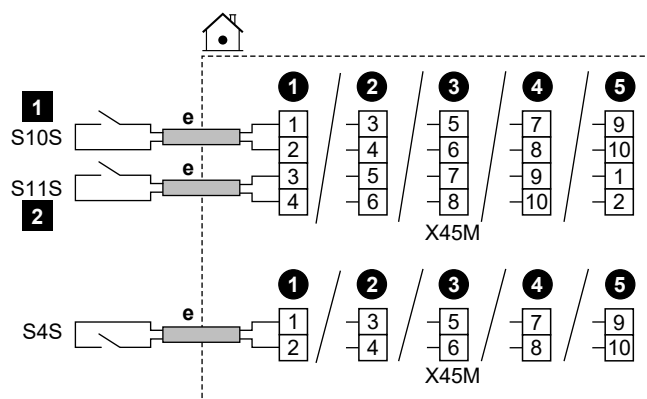 1 2 3 4 5
1
S10S
e
1 3 5 7 9
2 4 6 8 10
S11S
e
3 5 7 9 1
4 6 8 10 2
2
X45M
1 2 3 4 5
S4S
e
1 3 5 7 9
2 4 6 8 10
X45M